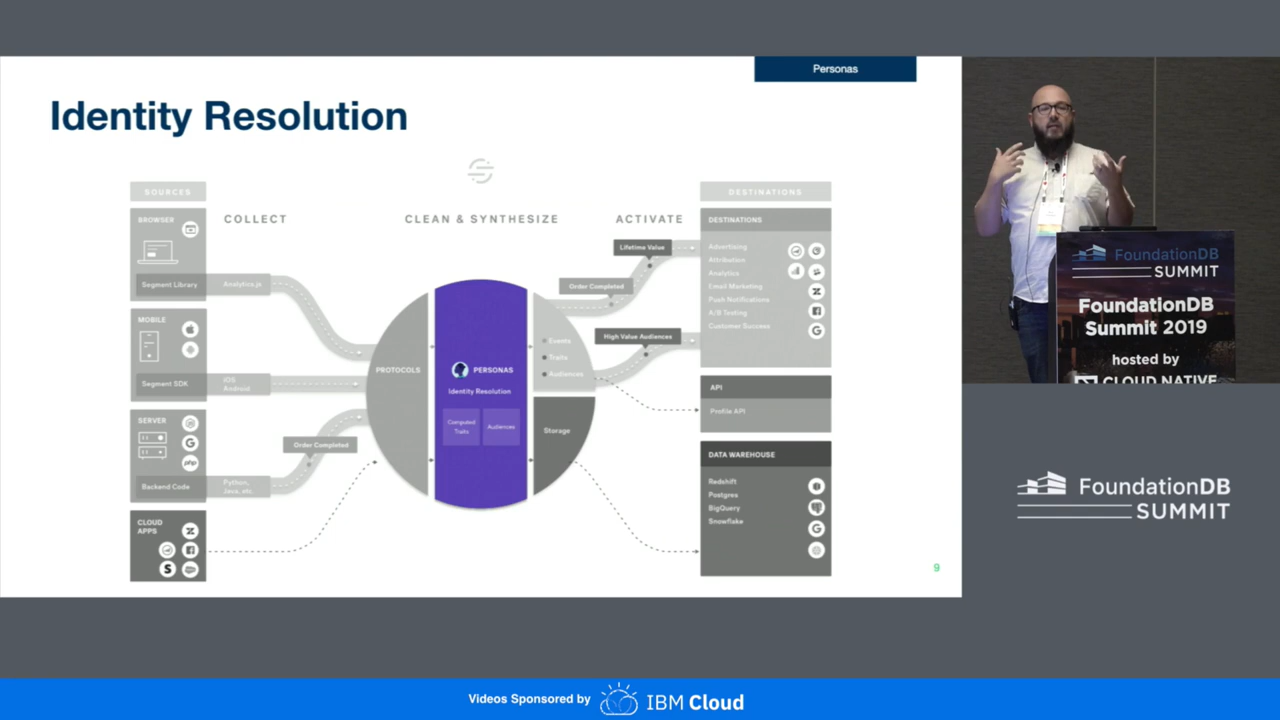 Personas
Identity Resolution
SOURCES
COLLECT
CLEAN & SYNTHESIZE
ACTIVATE
DESTINATIONS
BROWSER
Segment Library
Analytics.js
MOBILE
Segment SDK
iOS
Android
SERVER
php
Backend Code
Python,
Java, etc.
Order Completed
CLOUD
APPS
PROTOCOLS
PERSONAS
Identity Resolution
Computed
Traits
Audiences
Events
Traits
Audiences
Storage
Lifetime Value
Order Completed
High Value Audiences
DESTINATIONS
Advertising
Attribution
Analytics
Email Marketing
Push Notifications
A/B Testing
Customer Success
API
Profile API
DATA WAREHOUSE
Redshift
Postgres
BigQuery
Snowflake
9
FoundationDB
SUMMIT
FoundationDB
Summit 2019
hosted by
CLOUD NATIVE
FoundationDB
SUMMIT
Videos Sponsored by
IBM Cloud